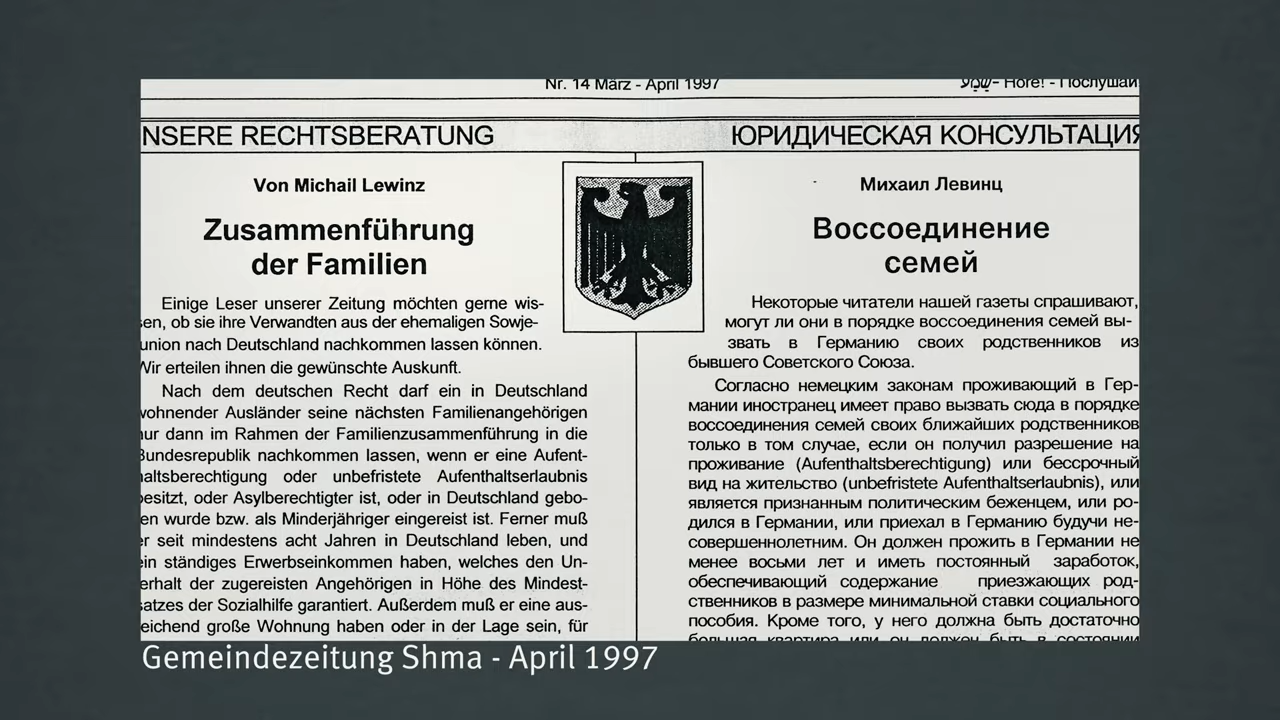 Nr. 14 März - April 1997
Höre! - Послушай
NSERE RECHTSBERATUNG
Von Michail Lewinz
Zusammenführung
der Familien
Einige Leser unserer Zeitung möchten gerne wis-
sen, ob sie ihre Verwandten aus der ehemaligen Sowje-
union nach Deutschland nachkommen lassen können.
Wir erteilen ihnen die gewünschte Auskunft.
Nach dem deutschen Recht darf ein in Deutschland
wohnender Ausländer seine nächsten Familienangehörigen
nur dann im Rahmen der Familienzusammenführung in die
Bundesrepublik nachkommen lassen, wenn er eine Aufent-
haltsberechtigung oder unbefristete Aufenthaltserlaubnis
besitzt, oder Asylberechtigter ist, oder in Deutschland gebo-
en wurde bzw. als Minderjähriger eingereist ist. Ferner muß
er seit mindestens acht Jahren in Deutschland leben, und
ein ständiges Erwerbseinkommen haben, welches den Un-
erhalt der zugereisten Angehörigen in Höhe des Mindest-
satzes der Sozialhilfe garantiert. Außerdem muß er eine aus-
eichend große Wohnung haben oder in der Lage sein, für
ЮРИДИЧЕСКАЯ КОНСУЛЬТАЦИЯ
Михаил Левинц
Воссоединение
семей
Некоторые читатели нашей газеты спрашивают,
могут ли они в порядке воссоединения семей вы-
звать в Германию своих родственников из
бывшего Советского Союза.
Согласно немецким законам проживающий в Гер-
мании иностранец имеет право вызвать сюда в порядке
воссоединения семей своих ближайших родственников
только в том случае, если он получил разрешение на
проживание (Aufenthaltsberechtigung) или бессрочный
вид на жительство (unbefristete Aufenthaltserlaubnis), или
является признанным политическим беженцем, или ро-
дился в Германии, или приехал в Германию будучи не-
совершеннолетним. Он должен прожить в Германии не
менее восьми лет и иметь постоянный заработок,
обеспечивающий содержание приезжающих род-
ственников в размере минимальной ставки социального
пособия. Кроме того, у него должна быть достаточно
большая квартира или он должен быть в состоянии
Gemeindezeitung Shma - April 1997